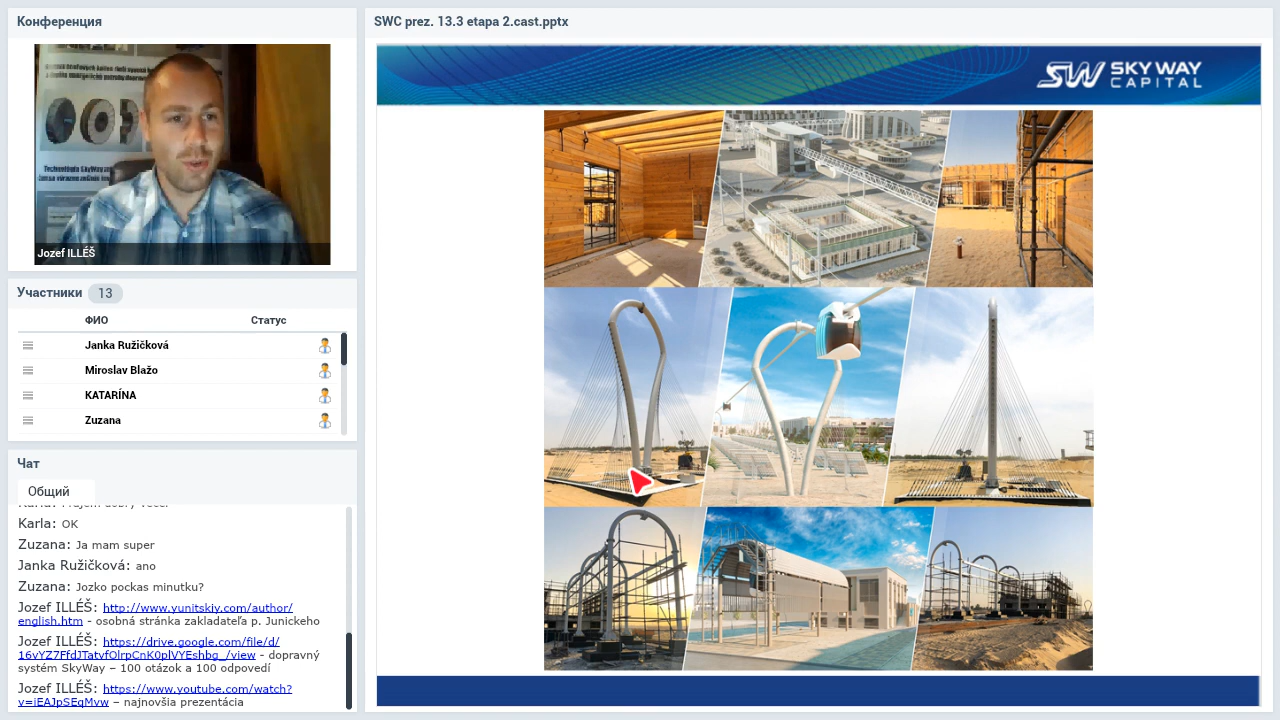 Конференция
Jozef ILLÉŠ
Участники 13
ФИО Статус
Janka Ružičková
Miroslav Blažo
KATARÍNA
Zuzana
Чат
Общий
Karla: OK
Zuzana: Ja mam super
Janka Ružičková: ano
Zuzana: Jozko pockas minutku?
Jozef ILLÉŠ: http://www.yunitskiy.com/author/
english.htm - osobná stránka zakladateľa p. Junickeho
Jozef ILLÉŠ: https://drive.google.com/file/d/
- dopravný
systém SkyWay – 100 otázok a 100 odpovedí
Jozef ILLÉŠ: https://www.youtube.com/watch?
v=iEAJpSEqMvw – najnovšia prezentácia
SWC prez. 13.3 etapa 2.cast.pptx
SW SKY WAY
CAPITAL